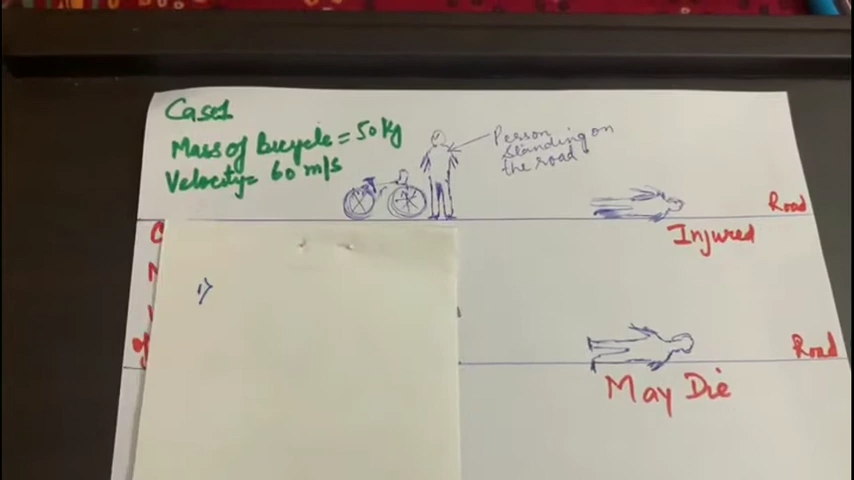 Case1
Mass of Bicycle = 50 Kg
Velocity = 60 m/s
Person
standing on
the road
Road
Injured
1)
Road
May Die